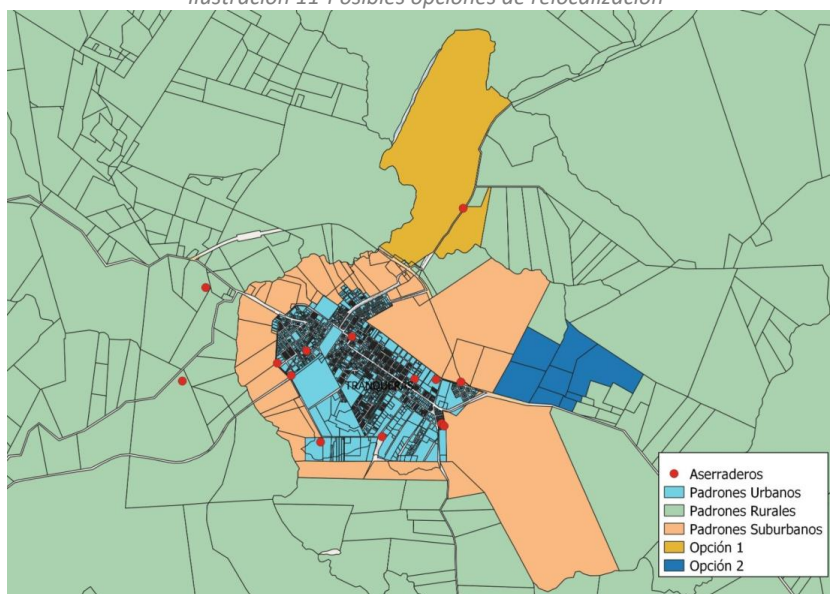 Ilustración 11 Posibles opciones de relocalización
TRANQUERAS
Aserraderos
Padrones Urbanos
Padrones Rurales
Padrones Suburbanos
Opción 1
Opción 2